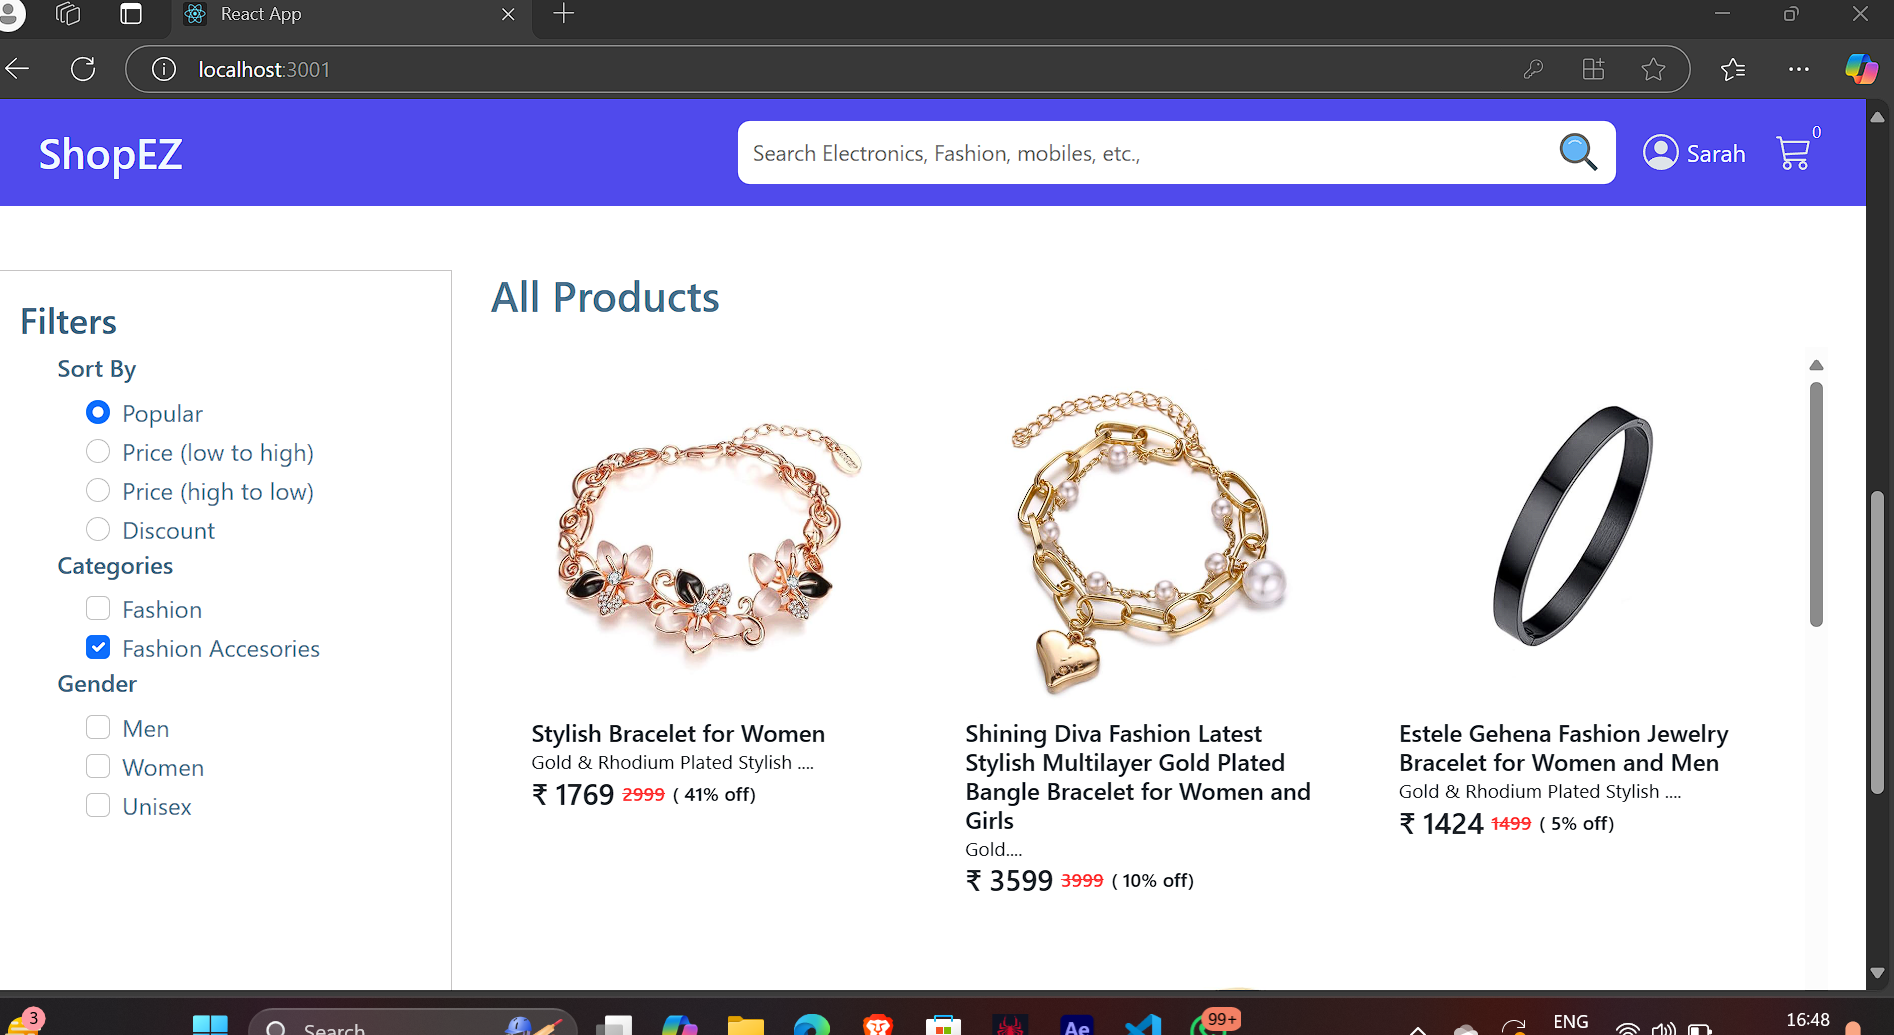 React App
localhost:3001
ShopEZ
Search Electronics, Fashion, mobiles, etc.,
Sarah
0
Filters
Sort By
Popular
Price (low to high)
Price (high to low)
Discount
Categories
Fashion
Fashion Accesories
Gender
Men
Women
Unisex
All Products
Stylish Bracelet for Women
Gold & Rhodium Plated Stylish ....
₹ 1769 2999 ( 41% off)
LOVE
Shining Diva Fashion Latest
Stylish Multilayer Gold Plated
Bangle Bracelet for Women and
Girls
Gold....
₹ 3599 3999 ( 10% off)
Estele Gehena Fashion Jewelry
Bracelet for Women and Men
Gold & Rhodium Plated Stylish ....
₹ 1424 1499 ( 5% off)
3
Search
Ae
99+
ENG
16:48